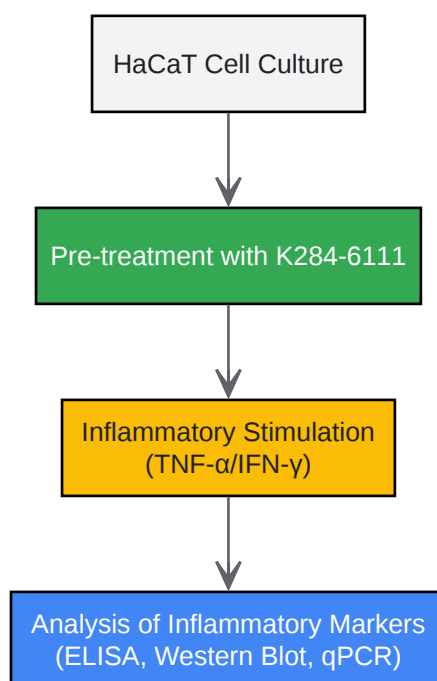 HaCaT Cell Culture
Pre-treatment with K284-6111
Inflammatory Stimulation
(TNF-α/IFN-γ)
Analysis of Inflammatory Markers
(ELISA, Western Blot, qPCR)